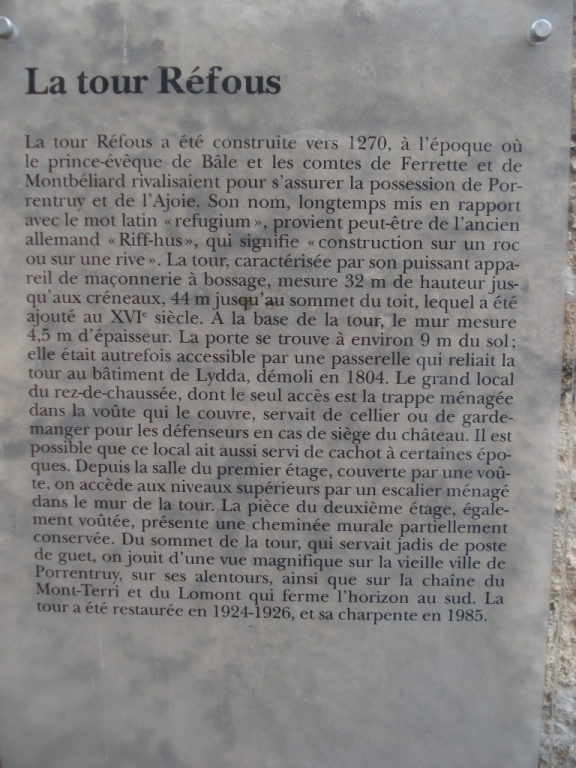 La tour Réfous
La tour Réfous a été construite vers 1270, à l'époque où
le prince-évêque de Bâle et les comtes de Ferrette et de
Montbéliard rivalisaient pour s'assurer la possession de Por-
rentruy et de l'Ajoie. Son nom, longtemps mis en rapport
avec le mot latin « refugium », provient peut-être de l'ancien
allemand « Riff-hus », qui signifie « construction sur un roc
ou sur une rive ». La tour, caractérisée par son puissant appa-
reil de maçonnerie à bossage, mesure 32 m de hauteur jus-
qu'aux créneaux, 44 m jusqu'au sommet du toit, lequel a été
ajouté au XVIe siècle. A la base de la tour, le mur mesure
4,5 m d'épaisseur. La porte se trouve à environ 9 m du sol;
elle était autrefois accessible par une passerelle qui reliait la
tour au bâtiment de Lydda, démoli en 1804. Le grand local
du rez-de-chaussée, dont le seul accès est la trappe ménagée
dans la voûte qui le couvre, servait de cellier ou de garde-
manger pour les défenseurs en cas de siège du château. Il est
possible que ce local ait aussi servi de cachot à certaines épo-
ques. Depuis la salle du premier étage, couverte par une voû-
te, on accède aux niveaux supérieurs par un escalier ménagé
dans le mur de la tour. La pièce du deuxième étage, égale-
ment voûtée, présente une cheminée murale partiellement
conservée. Du sommet de la tour, qui servait jadis de poste
de guet, on jouit d'une vue magnifique sur la vieille ville de
Porrentruy, sur ses alentours, ainsi que sur la chaîne du
Mont-Terri et du Lomont qui ferme l'horizon au sud. La
tour a été restaurée en 1924-1926, et sa charpente en 1985.